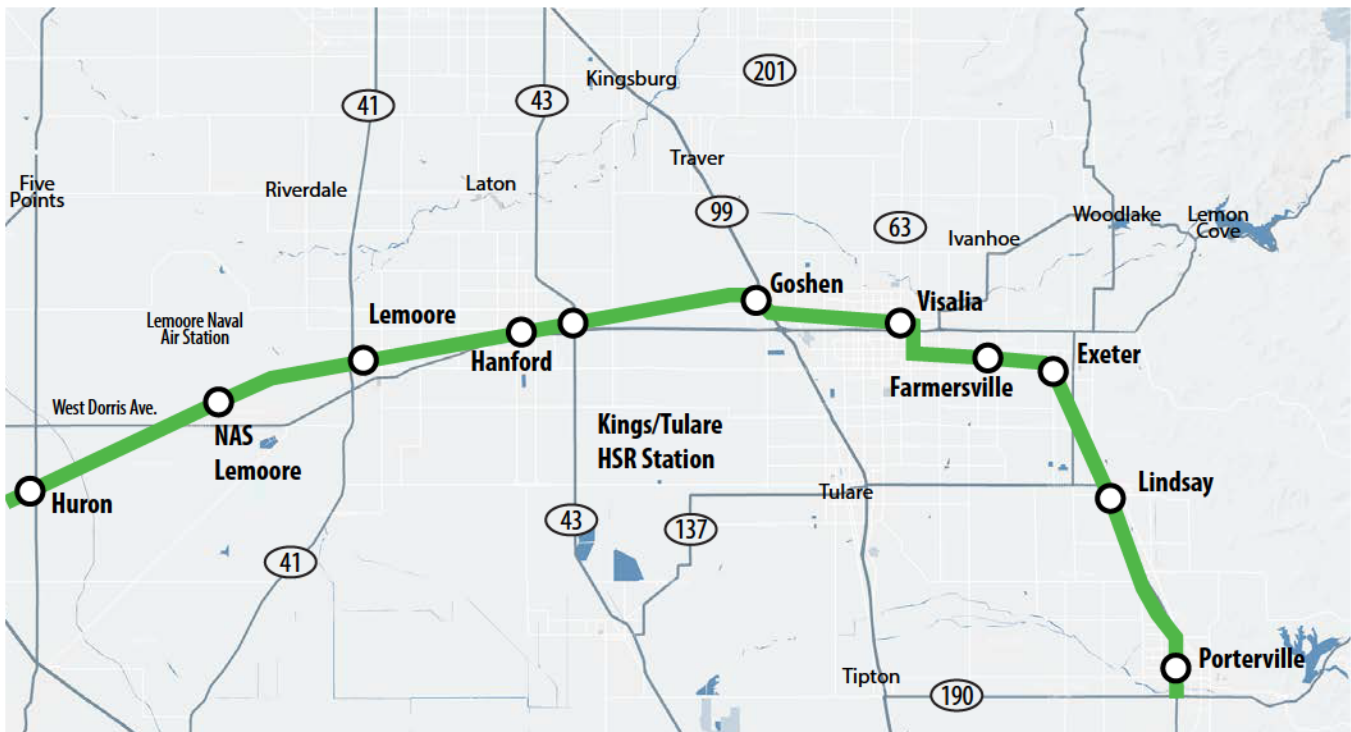 201
Kingsburg
41
43
Traver
Five
Points
Riverdale
Laton
99
63
Ivanhoe
Woodlake
Lemon
Cove
Goshen
Visalia
Lemoore Naval
Air Station
Lemoore
Hanford
Exeter
Farmersville
West Dorris Ave.
NAS
Lemoore
Kings/Tulare
HSR Station
Huron
Tulare
Lindsay
43
137
41
Porterville
Tipton
190